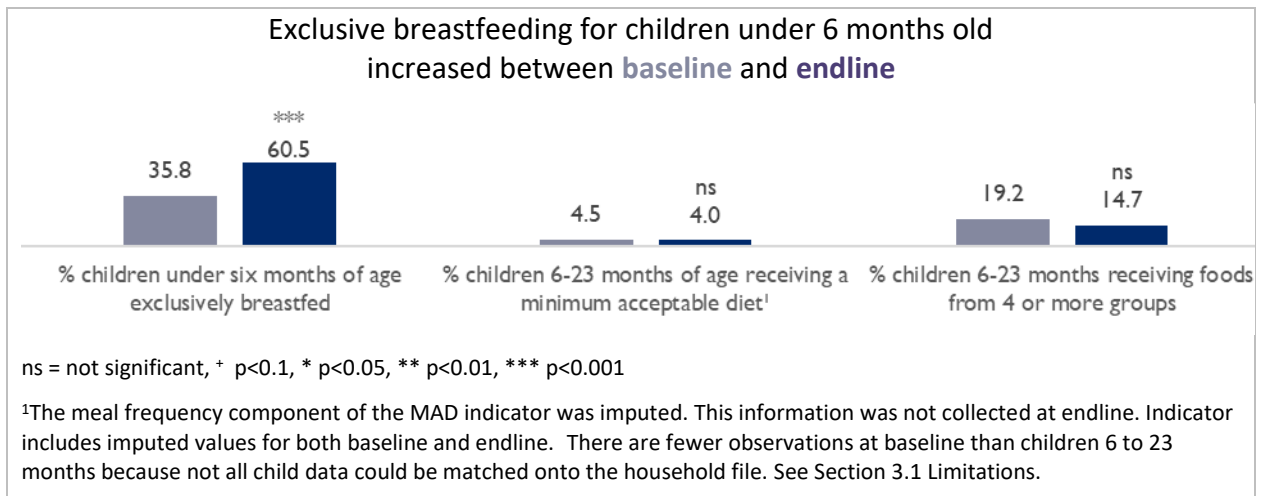 Exclusive breastfeeding for children under 6 months old
increased between baseline and endline
***
35.8
60.5
ns
4.5
4.0
ns
19.2
14.7
% children under six months of age
exclusively breastfed
% children 6-23 months of age receiving a
minimum acceptable diet¹
% children 6-23 months receiving foods
from 4 or more groups
ns = not significant, ⁺ p<0.1, * p<0.05, ** p<0.01, *** p<0.001
¹The meal frequency component of the MAD indicator was imputed. This information was not collected at endline. Indicator
includes imputed values for both baseline and endline. There are fewer observations at baseline than children 6 to 23
months because not all child data could be matched onto the household file. See Section 3.1 Limitations.